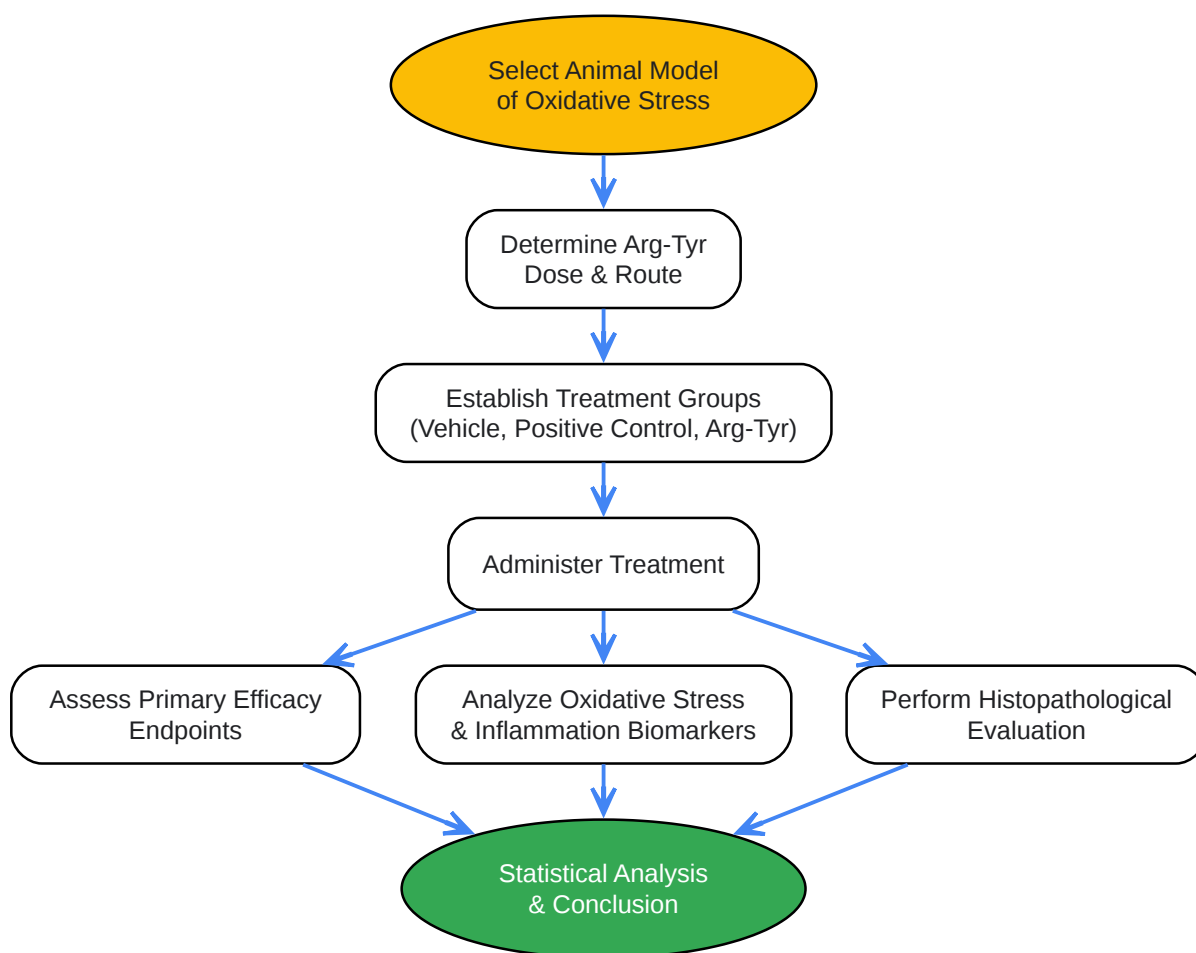 Select Animal Model
of Oxidative Stress
Determine Arg-Tyr
Dose & Route
Establish Treatment Groups
(Vehicle, Positive Control, Arg-Tyr)
Administer Treatment
Assess Primary Efficacy
Endpoints
Analyze Oxidative Stress
& Inflammation Biomarkers
Perform Histopathological
Evaluation
Statistical Analysis
& Conclusion